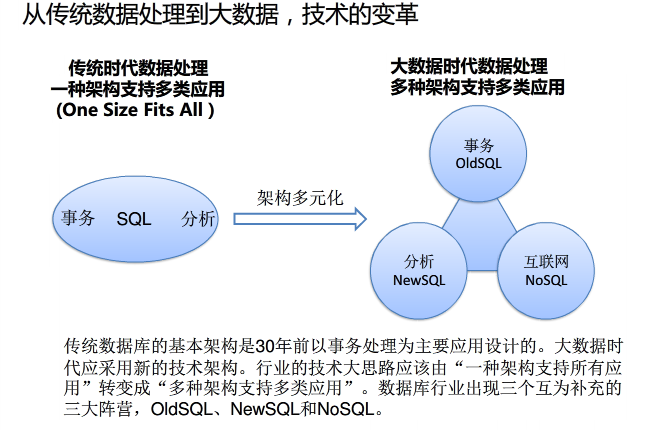 从传统数据处理到大数据，技术的变革
传统时代数据处理
一种架构支持多类应用
(One Size Fits All )
大数据时代数据处理
多种架构支持多类应用
事务 SQL 分析
架构多元化
事务
OldSQL
分析
NewSQL
互联网
NoSQL
传统数据库的基本架构是30年前以事务处理为主要应用设计的。大数据时
代应采用新的技术架构。行业的技术大思路应该由“一种架构支持所有应
用”转变成“多种架构支持多类应用”。数据库行业出现三个互为补充的
三大阵营，OldSQL、NewSQL和NoSQL。